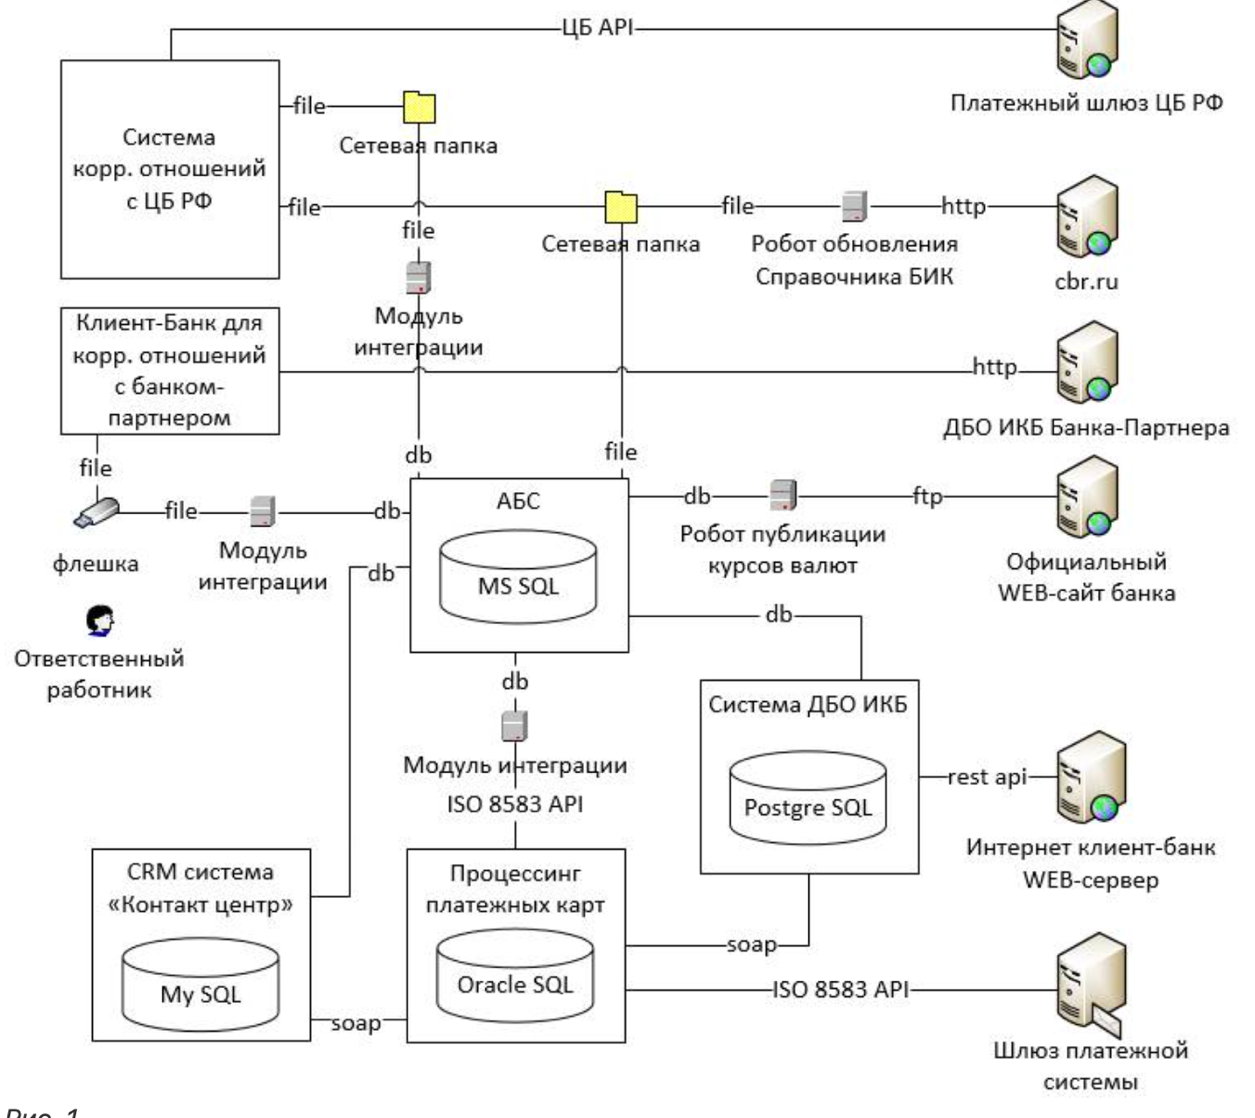 ЦБ API
Платежный шлюз ЦБ РФ
Система
корр. отношений
с ЦБ РФ
file
Сетевая папка
file
file
Сетевая папка
file
Робот обновления
Справочника БИК
http
cbr.ru
Модуль
интеграции
Клиент-Банк для
корр. отношений
с банком-
партнером
http
ДБО ИКБ Банка-Партнера
file
db
file
флешка
file
Модуль
интеграции
db
db
АБС
MS SQL
db
Робот публикации
курсов валют
ftp
Официальный
WEB-сайт банка
Ответственный
работник
db
db
Модуль интеграции
ISO 8583 API
Система ДБО ИКБ
Postgre SQL
rest api
Интернет клиент-банк
WEB-сервер
CRM система
«Контакт центр»
My SQL
soap
Процессинг
платежных карт
Oracle SQL
soap
ISO 8583 API
Шлюз платежной
системы
Рис. 1